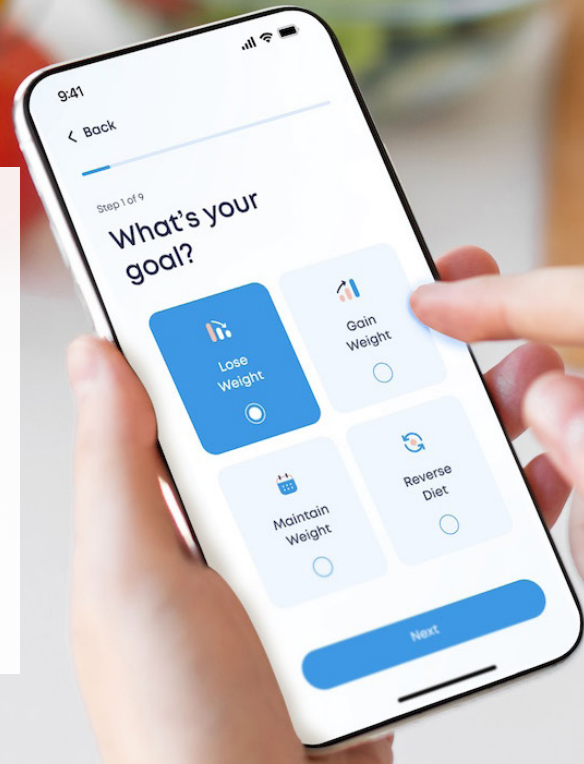 9:41
Back
Step 1 of 9
What's your
goal?
Lose
Weight
Gain
Weight
Maintain
Weight
Reverse
Diet
Next